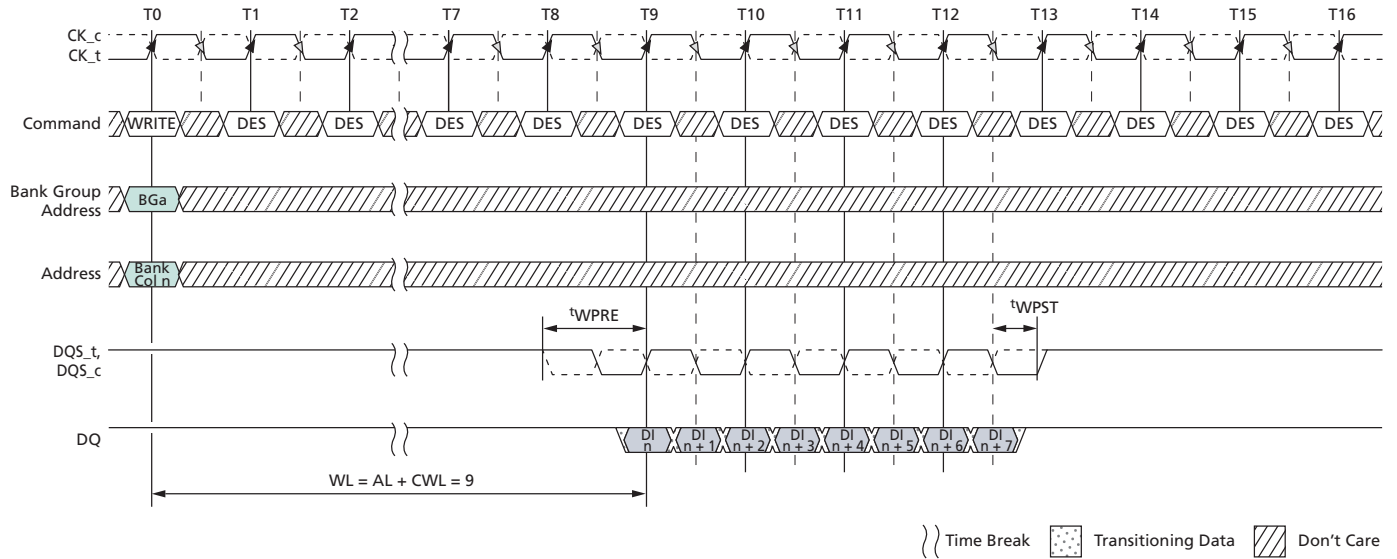 T0 T1 T2 T7 T8 T9 T10 T11 T12 T13 T14 T15 T16
CK_c
CK_t
Command WRITE DES DES DES DES DES DES DES DES DES DES DES DES
Bank Group
Address
BGa
Address
Bank
Col n
tWPRE
tWPST
DQS_t,
DQS_c
DQ
DI
n
DI
n + 1
DI
n + 2
DI
n + 3
DI
n + 4
DI
n + 5
DI
n + 6
DI
n + 7
WL = AL + CWL = 9
Time Break Transitioning Data Don't Care